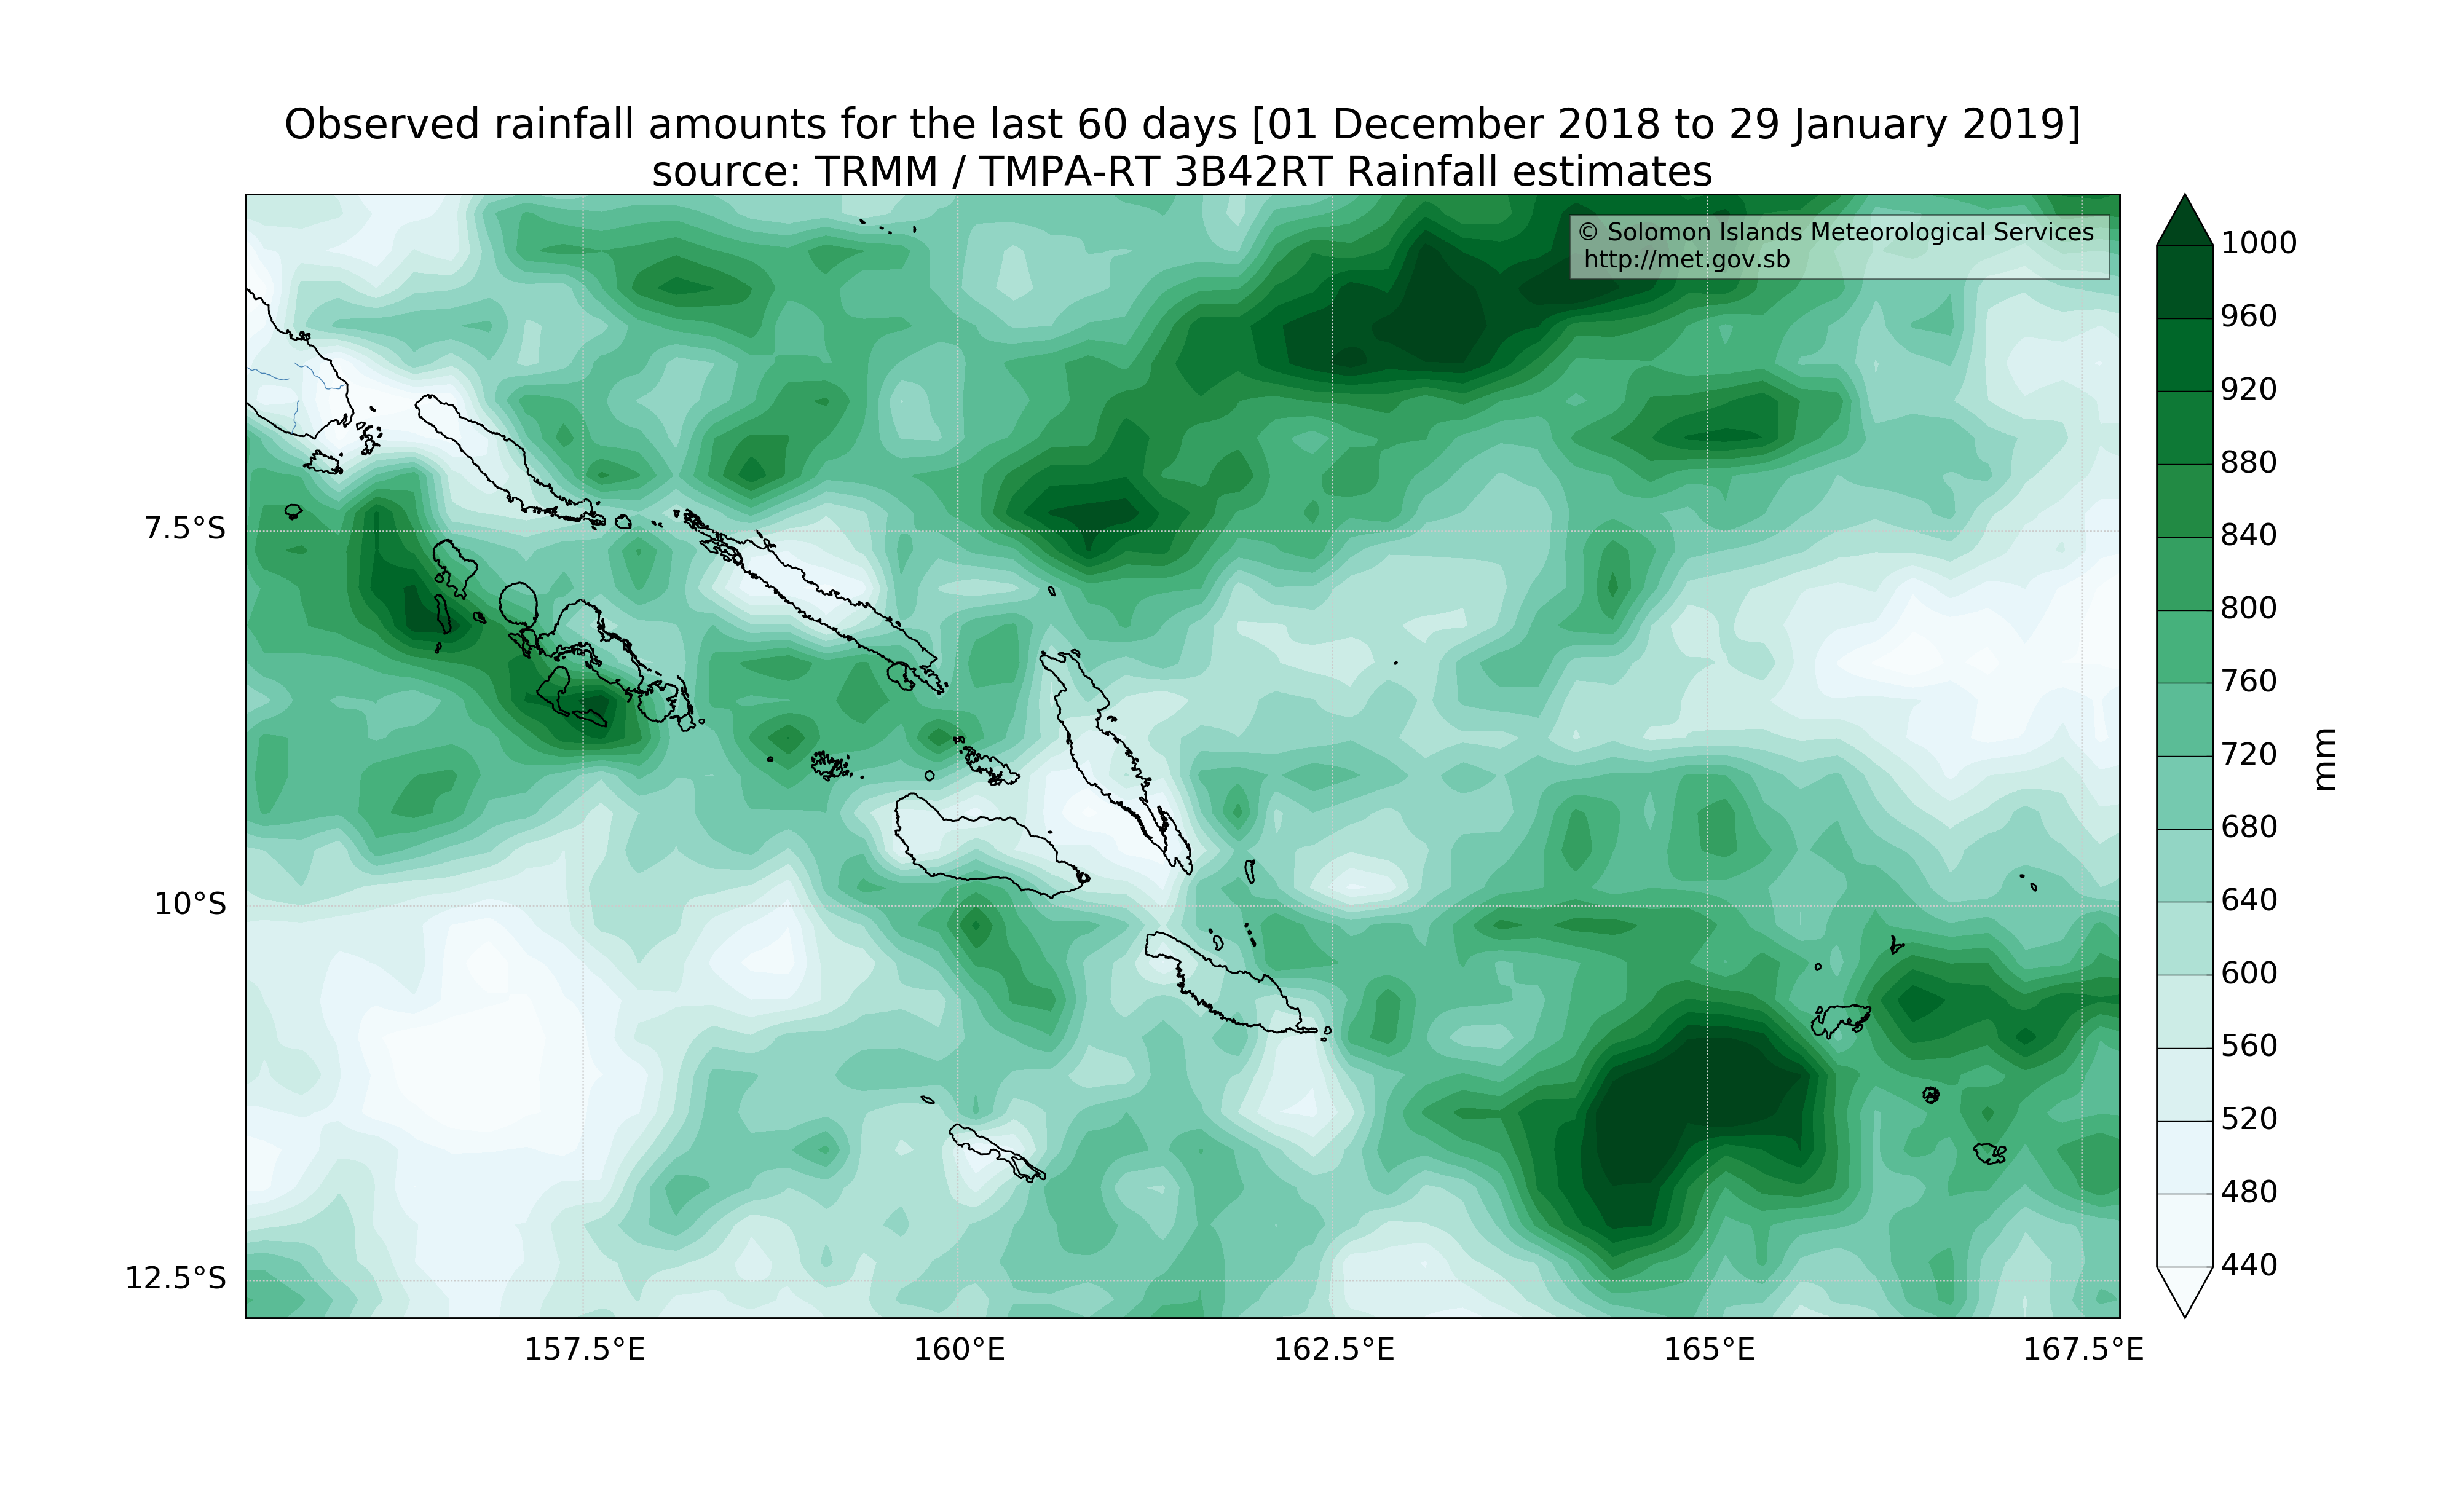 Observed rainfall amounts for the last 60 days [01 December 2018 to 29 January 2019]
source: TRMM / TMPA-RT 3B42RT Rainfall estimates
© Solomon Islands Meteorological Services
http://met.gov.sb
7.5°S
10°S
12.5°S
157.5°E
160°E
162.5°E
165°E
167.5°E
1000
960
920
880
840
800
760
720
680
640
600
560
520
480
440
mm